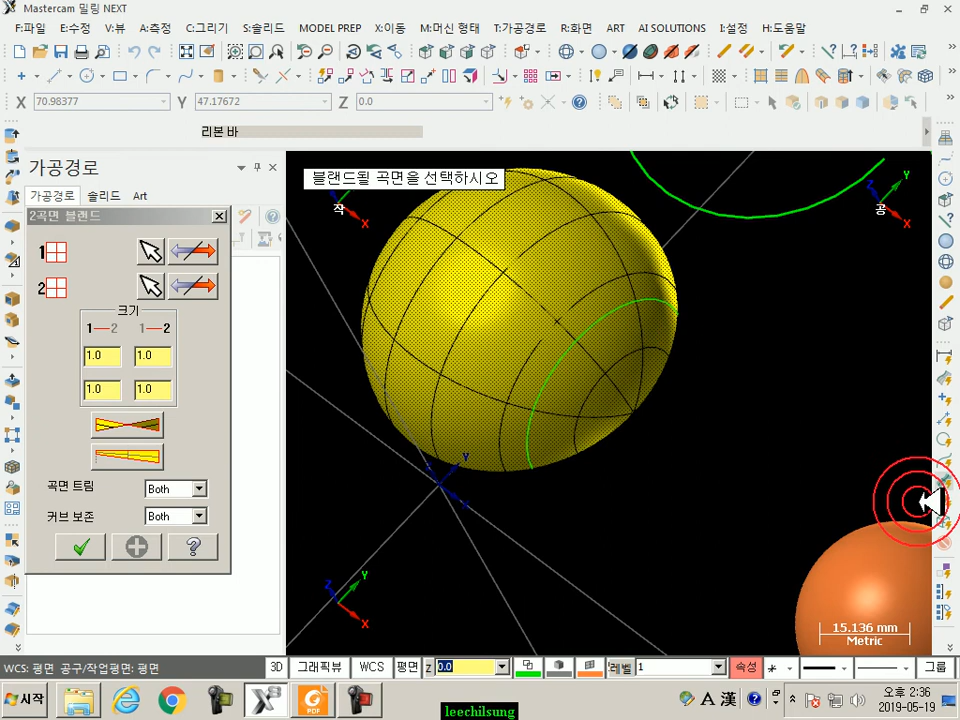 Mastercam 밀링 NEXT
F:파일 E:수정 V:뷰 A:측정 C:그리기 S:솔리드 MODEL PREP X:이동 M:머신 형태 T:가공경로 R:화면 ART AI SOLUTIONS I:설정 H:도움말
X 70.98377 Y 47.17672 Z 0.0
리본 바
가공경로
가공경로 솔리드 Art
2곡면 블랜드
1
2
크기
1—2 1—2
1.0 1.0
1.0 1.0
곡면 트림 Both
커브 보존 Both
블랜드될 곡면을 선택하시오
작
X
Y
Z
공
X
Y
X
Y
Z
X
15.136 mm
Metric
WCS: 평면 공구/작업평면: 평면 3D 그래픽뷰 WCS 평면 Z 0.0 레벨 1 속성 그룹
시작
PDF
A 漢
오후 2:36
2019-05-19
leechilsung